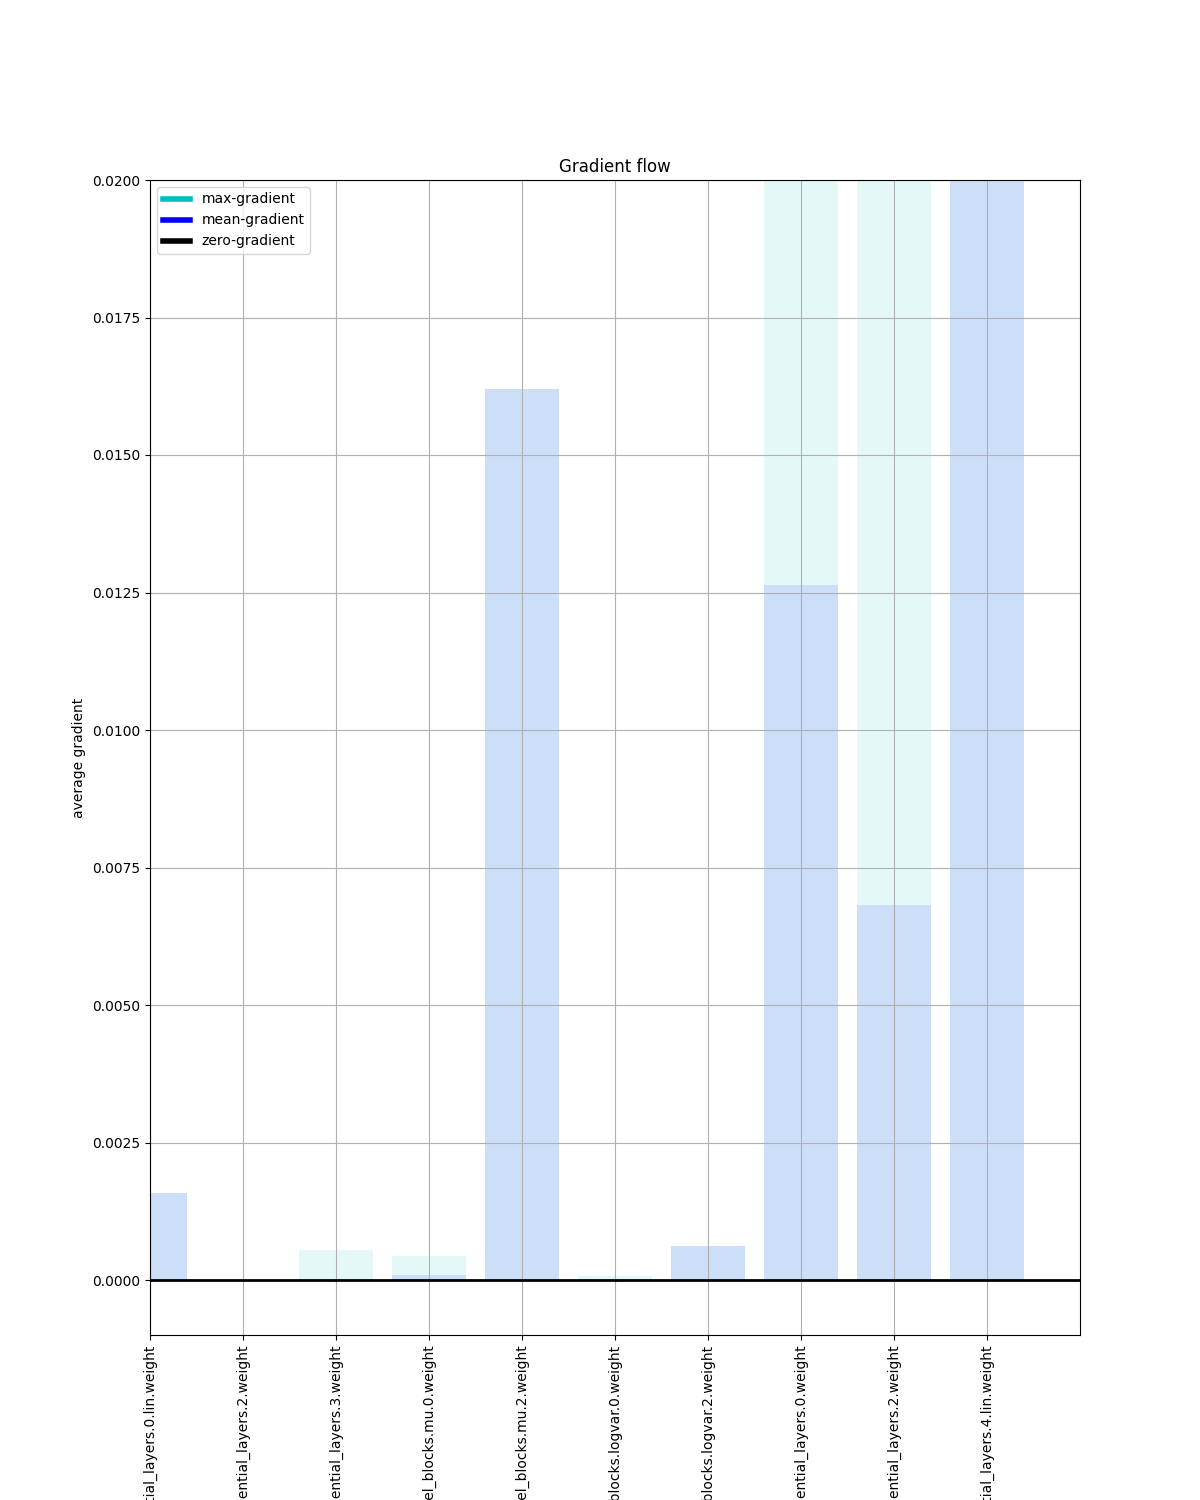 Gradient flow
max-gradient
mean-gradient
zero-gradient
0.0200
0.0175
0.0150
0.0125
0.0100
0.0075
0.0050
0.0025
0.0000
average gradient
tial_layers.0.lin.weight
ential_layers.2.weight
ential_layers.3.weight
el_blocks.mu.0.weight
el_blocks.mu.2.weight
blocks.logvar.0.weight
blocks.logvar.2.weight
ential_layers.0.weight
ential_layers.2.weight
tial_layers.4.lin.weight